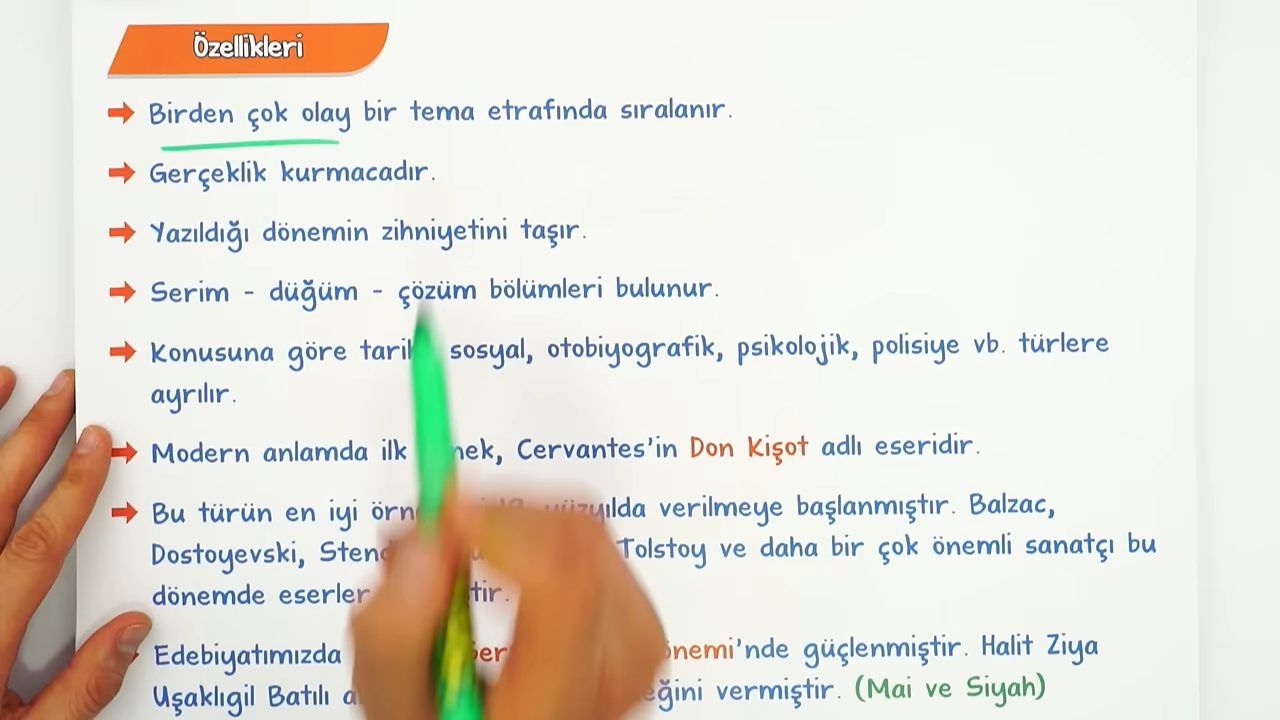 Özellikleri
Birden çok olay bir tema etrafında sıralanır.
Gerçeklik kurmacadır.
Yazıldığı dönemin zihniyetini taşır.
Serim - düğüm - çözüm bölümleri bulunur.
Konusuna göre sosyal, otobiyografik, psikolojik, polisiye vb. türlere
ayrılır.
Modern anlamda ilk Cervantes'in Don Kişot adlı eseridir.
Bu türün en iyi verilmeye başlanmıştır. Balzac,
Dostoyevski, Tolstoy ve daha bir çok önemli sanatçı bu
dönemde
Edebiyatımızda güçlenmiştir. Halit Ziya
Uşaklıgil Batılı vermiştir. (Mai ve Siyah)